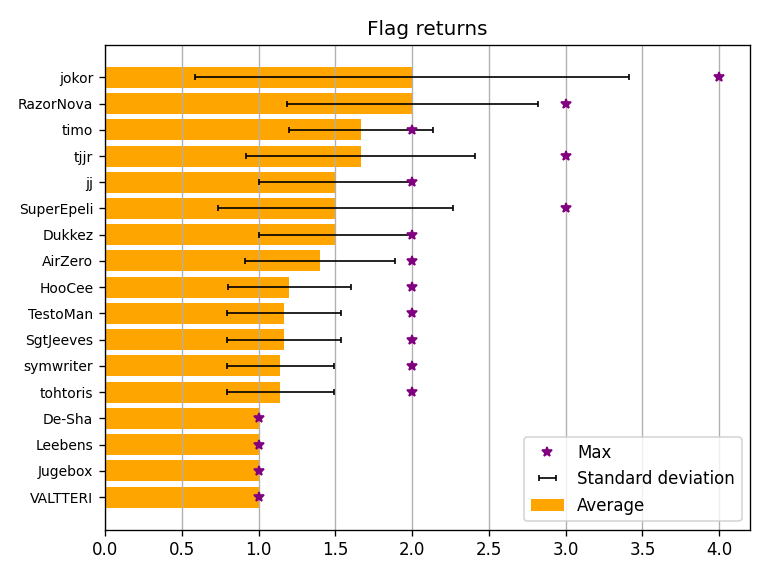 Flag returns
jokor
RazorNova
timo
tjjr
jj
SuperEpeli
Dukkez
AirZero
HooCee
TestoMan
SgtJeeves
symwriter
tohtoris
De-Sha
Leebens
Jugebox
VALTTERI
Max
Standard deviation
Average
0.0 0.5 1.0 1.5 2.0 2.5 3.0 3.5 4.0